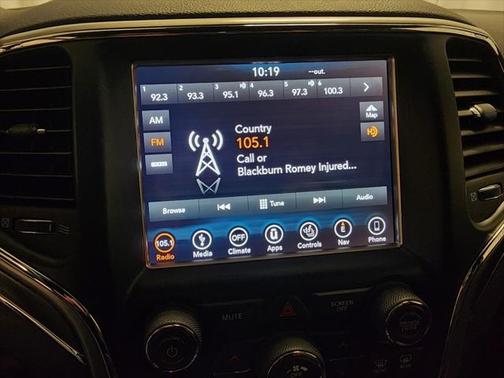 10:19 --out.
1 2 3 4 5 6
92.3 93.3 95.1 96.3 97.3 100.3
AM
FM
Map
Country
105.1
Call or
Blackburn Romey Injured...
Browse Tune Audio
105.1 OFF E
Radio Media Climate Apps Controls Nav Phone
MUTE SCREEN
OFF